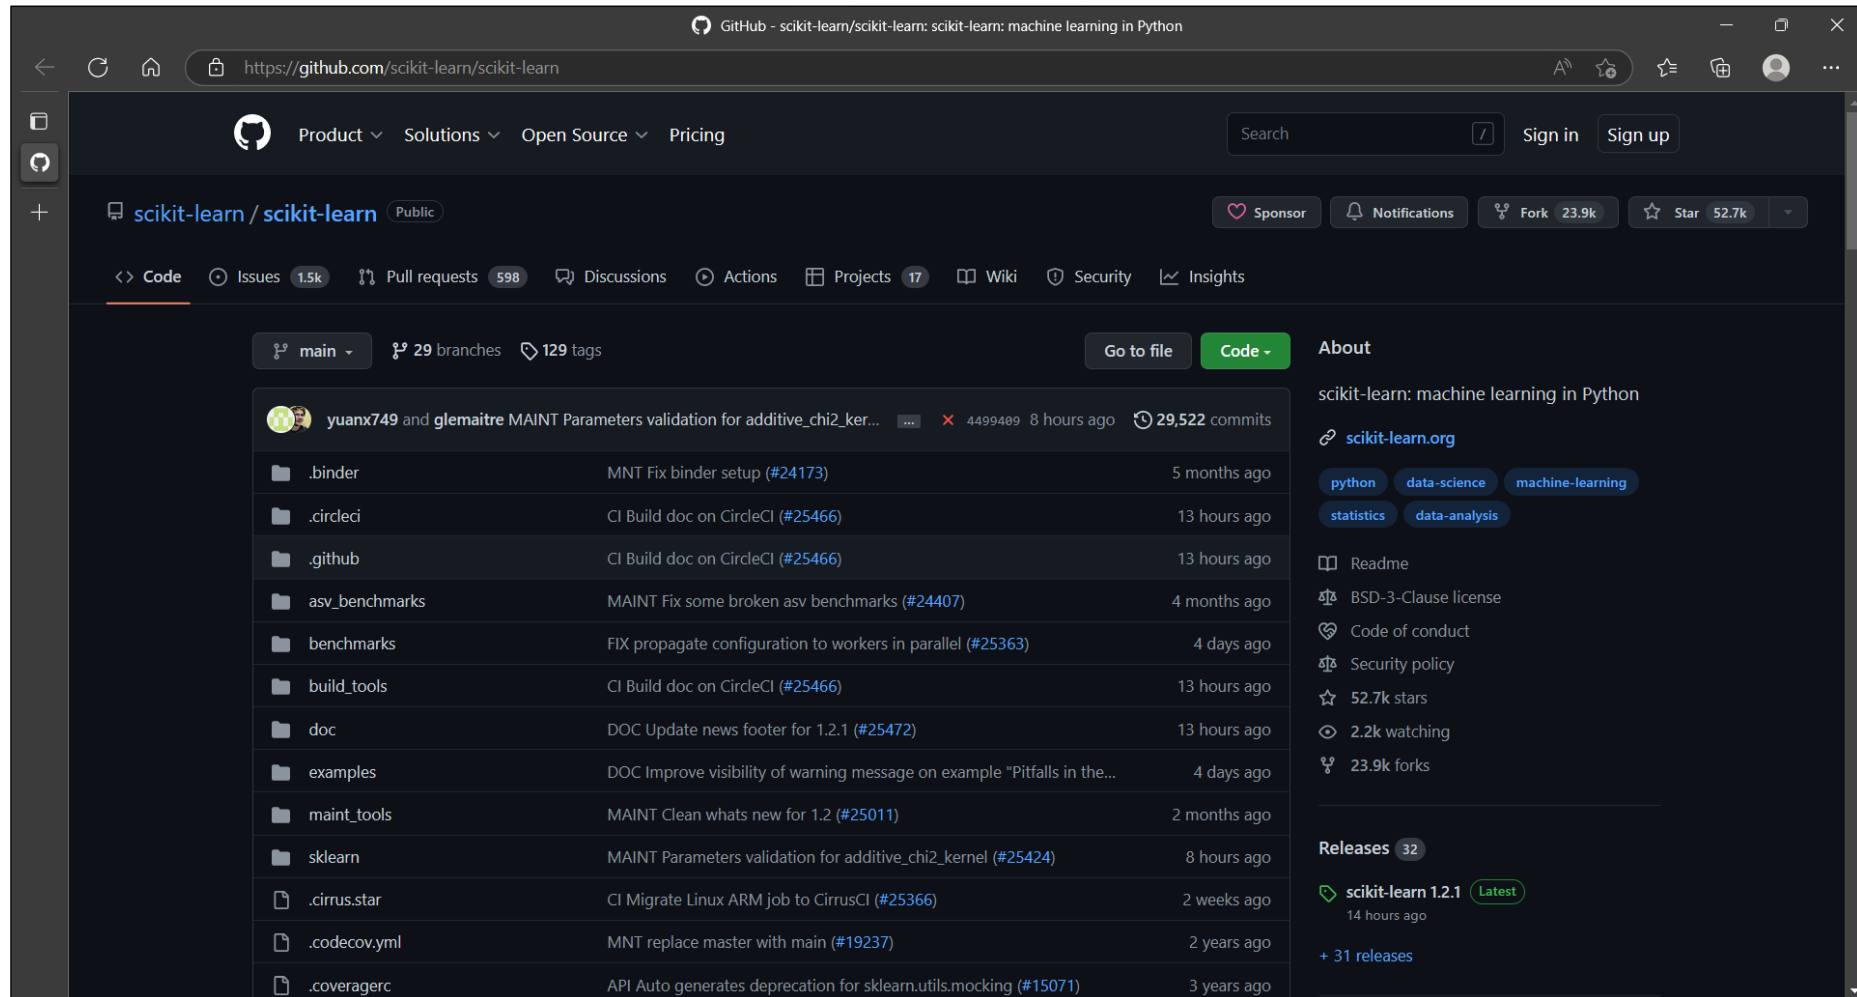 GitHub - scikit-learn/scikit-learn: scikit-learn: machine learning in Python
https://github.com/scikit-learn/scikit-learn
Product Solutions Open Source Pricing Search / Sign in Sign up
scikit-learn / scikit-learn Public Sponsor Notifications Fork 23.9k Star 52.7k
Code Issues 1.5k Pull requests 598 Discussions Actions Projects 17 Wiki Security Insights
main 29 branches 129 tags Go to file Code
yuanx749 and glemaitre MAINT Parameters validation for additive_chi2_ker... ... 4499409 8 hours ago 29,522 commits
.binder MNT Fix binder setup (#24173) 5 months ago
.circleci CI Build doc on CircleCI (#25466) 13 hours ago
.github CI Build doc on CircleCI (#25466) 13 hours ago
asv_benchmarks MAINT Fix some broken asv benchmarks (#24407) 4 months ago
benchmarks FIX propagate configuration to workers in parallel (#25363) 4 days ago
build_tools CI Build doc on CircleCI (#25466) 13 hours ago
doc DOC Update news footer for 1.2.1 (#25472) 13 hours ago
examples DOC Improve visibility of warning message on example "Pitfalls in the... 4 days ago
maint_tools MAINT Clean whats new for 1.2 (#25011) 2 months ago
sklearn MAINT Parameters validation for additive_chi2_kernel (#25424) 8 hours ago
.cirrus.star CI Migrate Linux ARM job to CirrusCI (#25366) 2 weeks ago
.codecov.yml MNT replace master with main (#19237) 2 years ago
.coveragerc API Auto generates deprecation for sklearn.utils.mocking (#15071) 3 years ago
About
scikit-learn: machine learning in Python
scikit-learn.org
python data-science machine-learning
statistics data-analysis
Readme
BSD-3-Clause license
Code of conduct
Security policy
52.7k stars
2.2k watching
23.9k forks
Releases 32
scikit-learn 1.2.1 Latest
14 hours ago
+ 31 releases